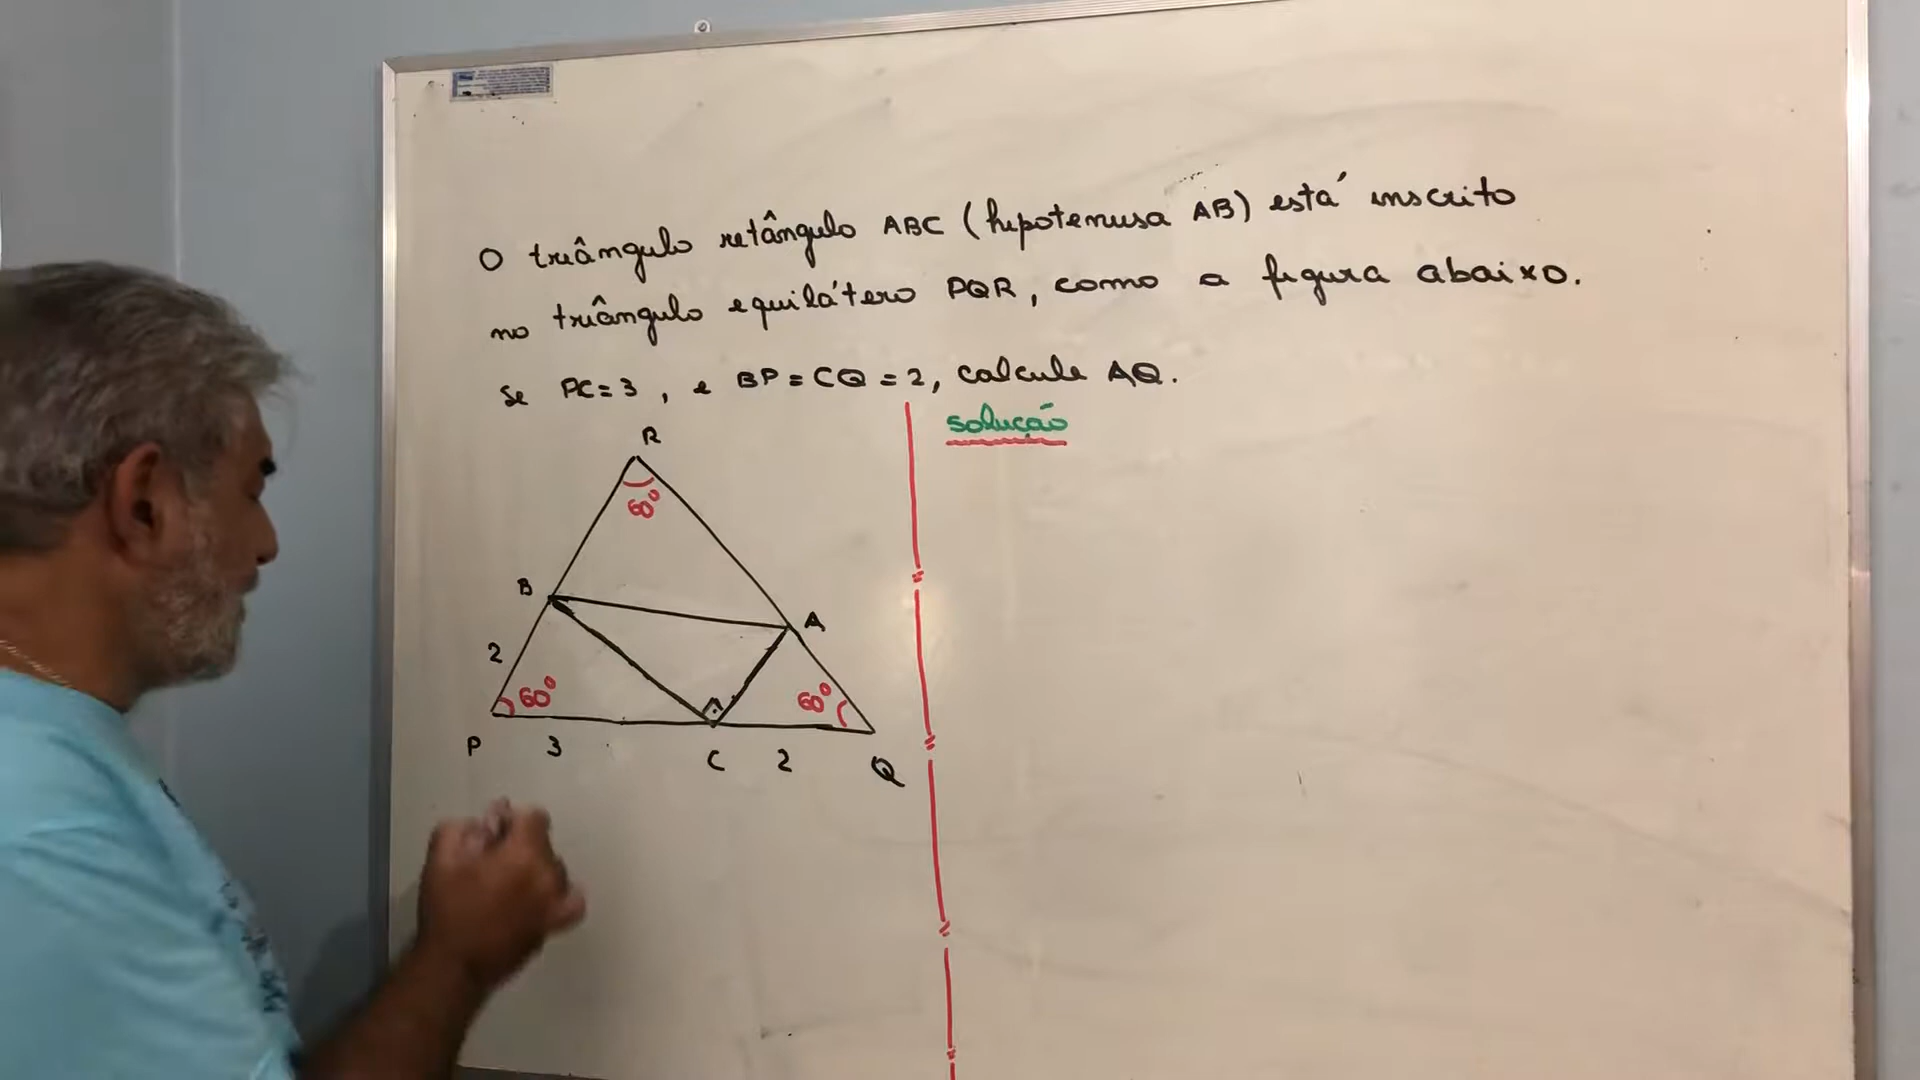 O triângulo retângulo ABC (hipotenusa AB) está inscrito
no triângulo equilátero PQR, como a figura abaixo.
Se PC=3, e BP=CQ=2, calcule AQ.
solução
R
60°
B
A
2
60°
60°
P
3
C
2
Q